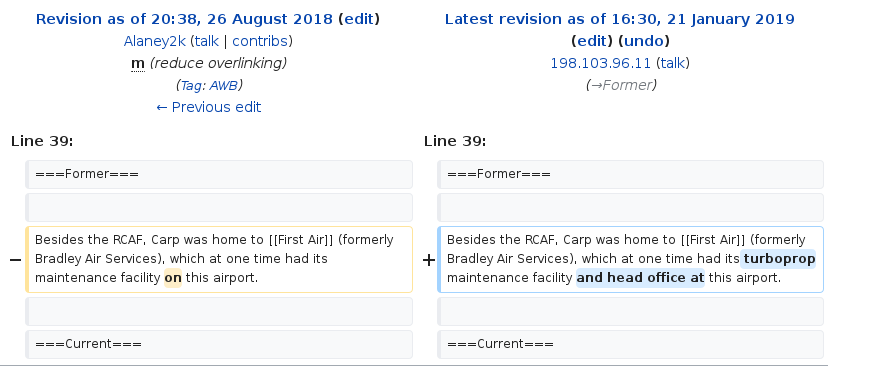 Revision as of 20:38, 26 August 2018 (edit)
Alaney2k (talk | contribs)
m (reduce overlinking)
(Tag: AWB)
← Previous edit
Latest revision as of 16:30, 21 January 2019
(edit) (undo)
198.103.96.11 (talk)
(→Former)
Line 39:
Line 39:
===Former===
===Former===
− Besides the RCAF, Carp was home to [[First Air]] (formerly
Bradley Air Services), which at one time had its
maintenance facility on this airport.
+ Besides the RCAF, Carp was home to [[First Air]] (formerly
Bradley Air Services), which at one time had its turboprop
maintenance facility and head office at this airport.
===Current===
===Current===